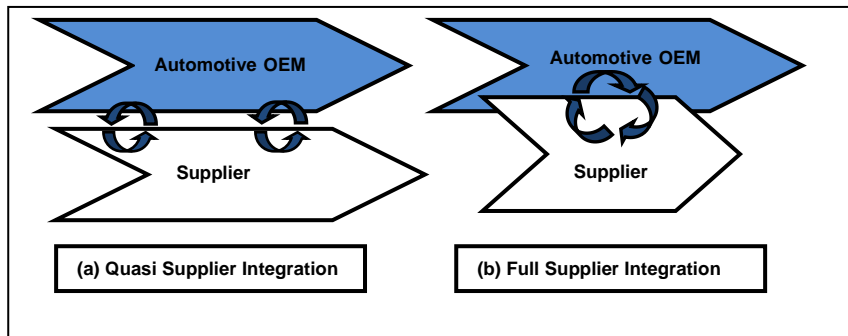 Automotive OEM
Supplier
(a) Quasi Supplier Integration
Automotive OEM
Supplier
(b) Full Supplier Integration